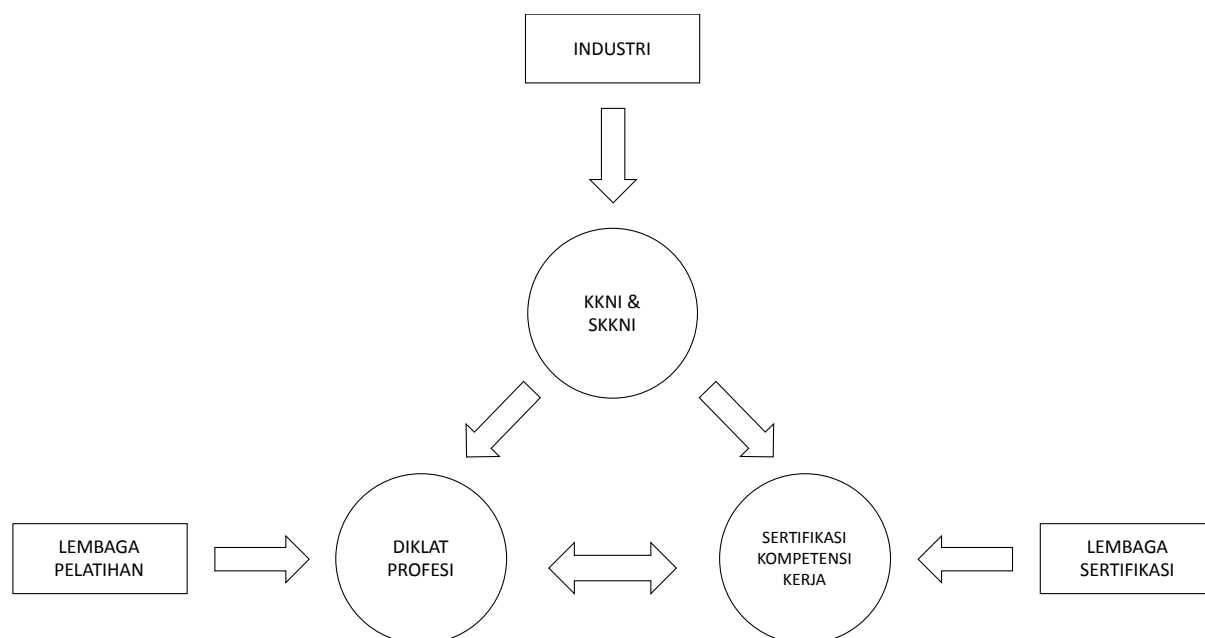 INDUSTRI
KKNI &
SKKNI
LEMBAGA
PELATIHAN
DIKLAT
PROFESI
SERTIFIKASI
KOMPETENSI
KERJA
LEMBAGA
SERTIFIKASI